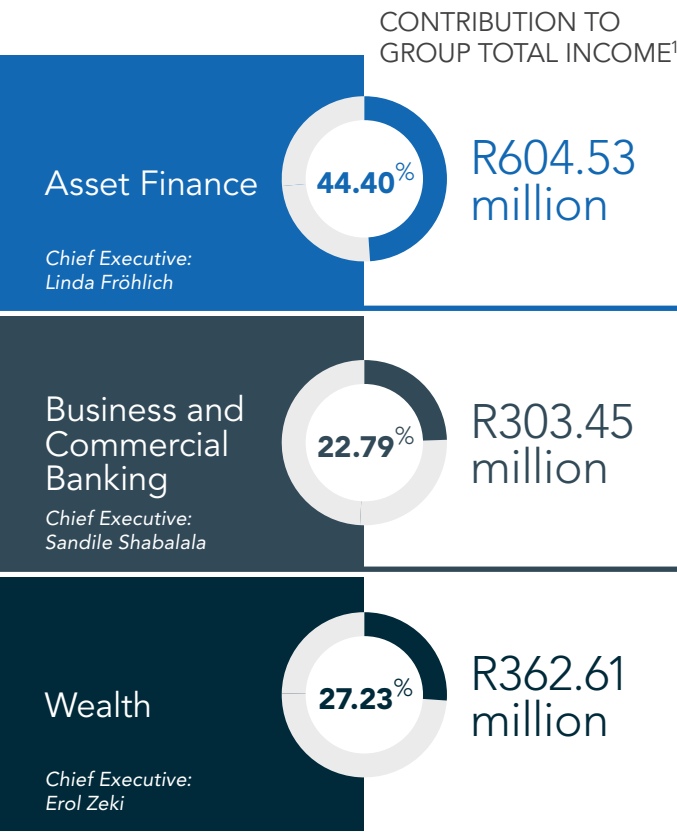 CONTRIBUTION TO
GROUP TOTAL INCOME¹
Asset Finance
Chief Executive:
Linda Fröhlich
44.40%
R604.53
million
Business and
Commercial
Banking
Chief Executive:
Sandile Shabalala
22.79%
R303.45
million
Wealth
Chief Executive:
Erol Zeki
27.23%
R362.61
million